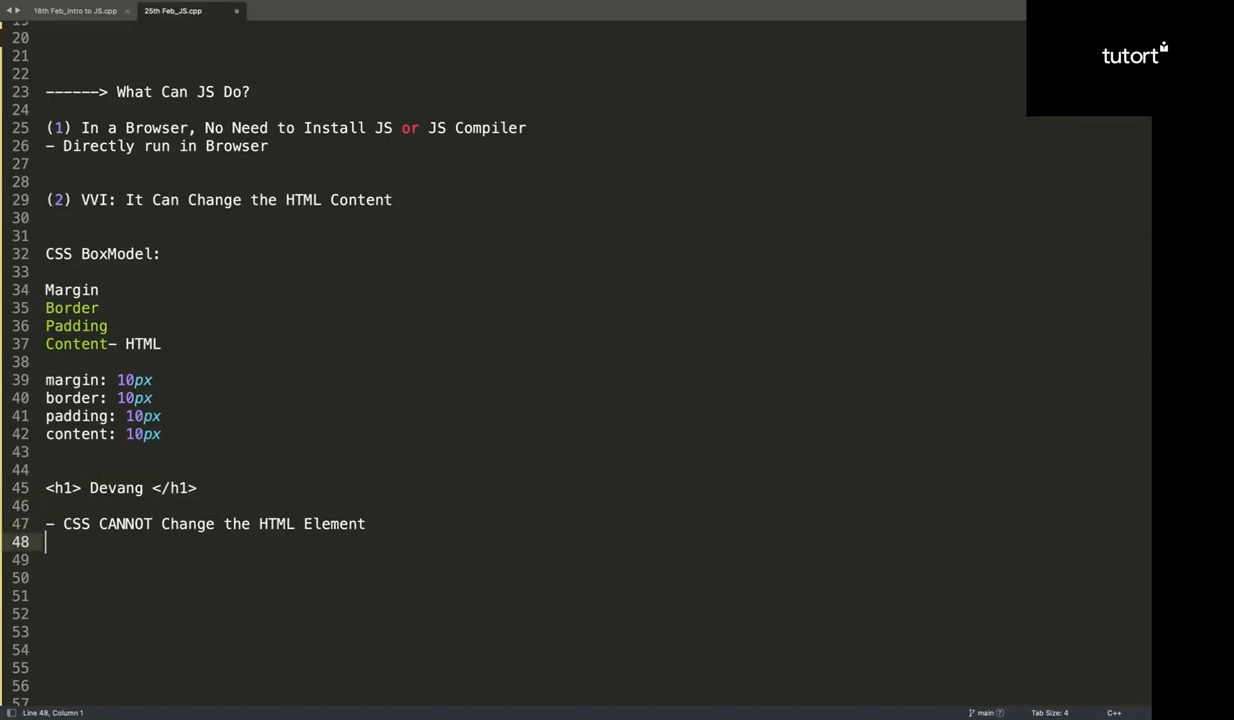 18th Feb_Intro to JS.cpp × 25th Feb_JS.cpp
tutort
19
20
21
22
23 ------> What Can JS Do?
24
25 (1) In a Browser, No Need to Install JS or JS Compiler
26 - Directly run in Browser
27
28
29 (2) VVI: It Can Change the HTML Content
30
31
32 CSS BoxModel:
33
34 Margin
35 Border
36 Padding
37 Content- HTML
38
39 margin: 10px
40 border: 10px
41 padding: 10px
42 content: 10px
43
44
45 <h1> Devang </h1>
46
47 - CSS CANNOT Change the HTML Element
48
49
50
51
52
53
54
55
56
57
Line 48, Column 1 main 7 Tab Size: 4 C++